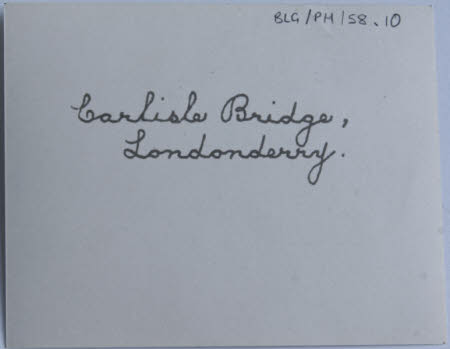 BLG/PH/58.10
Carlisle Bridge,
Londonderry.